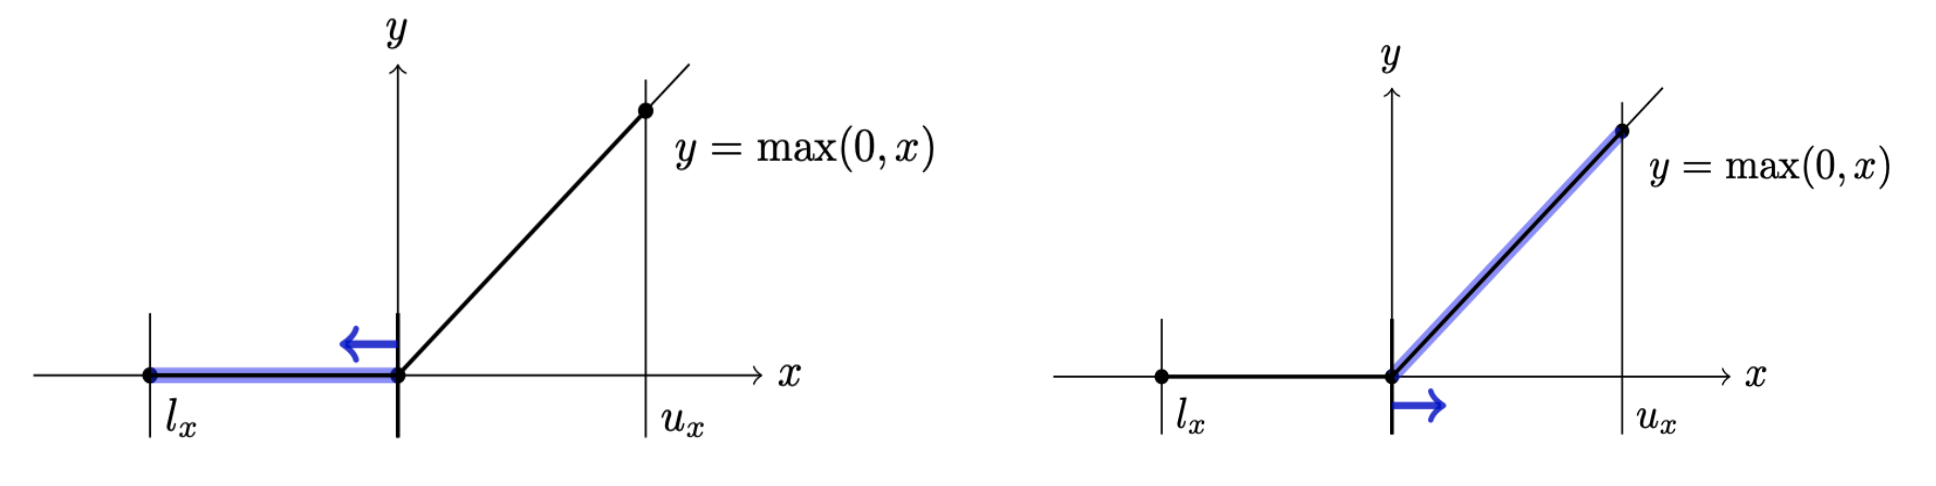 y
y = max(0, x)
x
l_x
u_x
y
y = max(0, x)
x
l_x
u_x